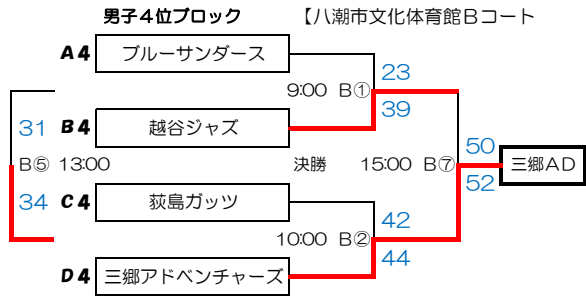 男子４位ブロック 【八潮市文化体育館Ｂコート
A4 ブルーサンダース
23
9:00 B①
39
31 B4 越谷ジャズ
50
B⑤ 13:00 決勝 15:00 B⑦ 三郷ＡＤ
52
34 C4 荻島ガッツ
42
10:00 B②
44
D4 三郷アドベンチャーズ